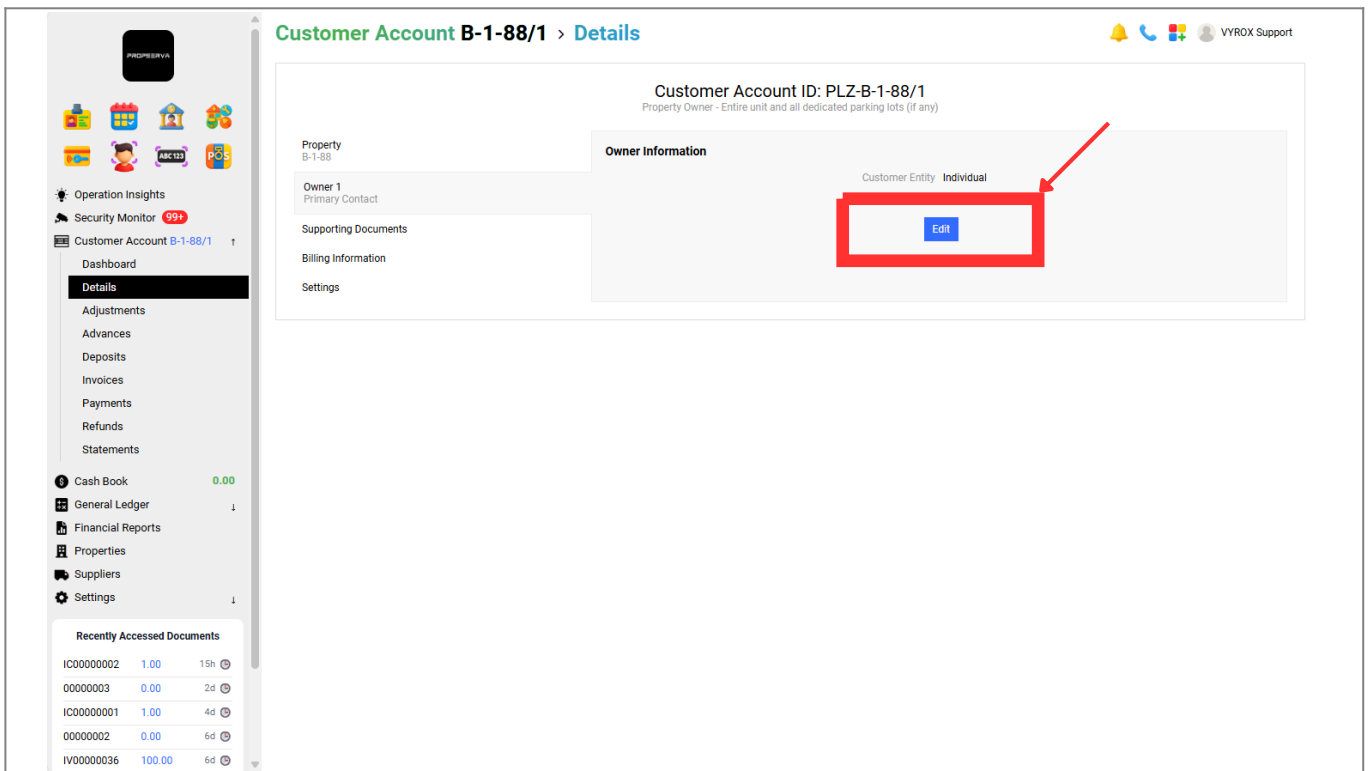 PROPEERVA
ABC 123
POS
Operation Insights
Security Monitor 99+
Customer Account B-1-88/1 ↑
Dashboard
Details
Adjustments
Advances
Deposits
Invoices
Payments
Refunds
Statements
Cash Book 0.00
General Ledger ↓
Financial Reports
Properties
Suppliers
Settings ↓
Recently Accessed Documents
IC00000002 1.00 15h
00000003 0.00 2d
IC00000001 1.00 4d
00000002 0.00 6d
IV00000036 100.00 6d
Customer Account B-1-88/1 › Details
VYROX Support
Customer Account ID: PLZ-B-1-88/1
Property Owner - Entire unit and all dedicated parking lots (if any)
Property
B-1-88
Owner 1
Primary Contact
Supporting Documents
Billing Information
Settings
Owner Information
Customer Entity Individual
Edit